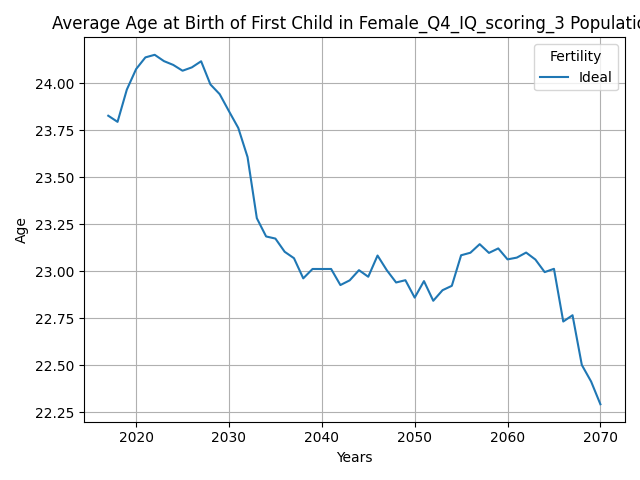 Average Age at Birth of First Child in Female_Q4_IQ_scoring_3 Populatio
Fertility
Ideal
24.00
23.75
23.50
23.25
23.00
22.75
22.50
22.25
Age
2020 2030 2040 2050 2060 2070
Years